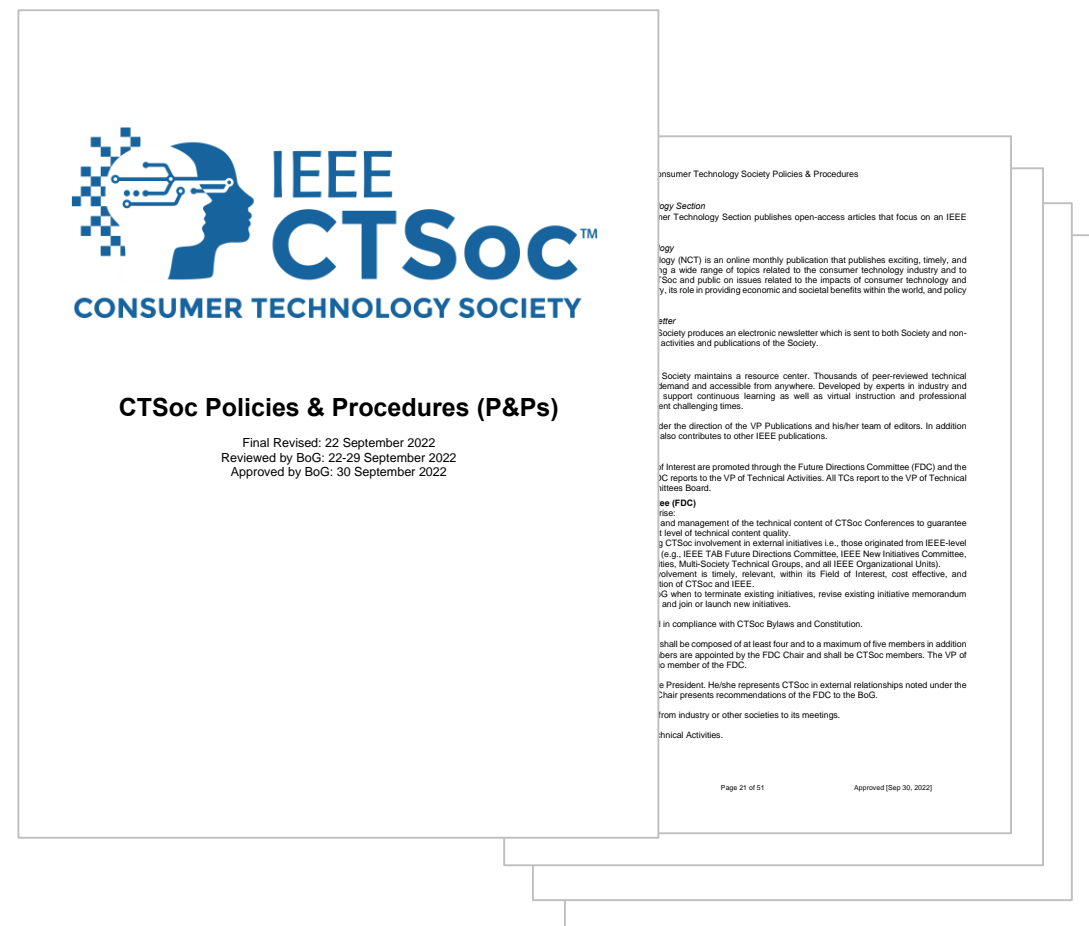 IEEE
CTSoc™
CONSUMER TECHNOLOGY SOCIETY
CTSoc Policies & Procedures (P&Ps)
Final Revised: 22 September 2022
Reviewed by BoG: 22-29 September 2022
Approved by BoG: 30 September 2022
onsumer Technology Society Policies & Procedures
ogy Section
er Technology Section publishes open-access articles that focus on an IEEE
ogy
logy (NCT) is an online monthly publication that publishes exciting, timely, and
ng a wide range of topics related to the consumer technology industry and to
TSoc and public on issues related to the impacts of consumer technology and
y, its role in providing economic and societal benefits within the world, and policy
etter
Society produces an electronic newsletter which is sent to both Society and non-
activities and publications of the Society.
Society maintains a resource center. Thousands of peer-reviewed technical
demand and accessible from anywhere. Developed by experts in industry and
support continuous learning as well as virtual instruction and professional
ent challenging times.
der the direction of the VP Publications and his/her team of editors. In addition
also contributes to other IEEE publications.
of Interest are promoted through the Future Directions Committee (FDC) and the
DC reports to the VP of Technical Activities. All TCs report to the VP of Technical
mittees Board.
ee (FDC)
rise:
and management of the technical content of CTSoc Conferences to guarantee
t level of technical content quality.
g CTSoc involvement in external initiatives i.e., those originated from IEEE-level
(e.g., IEEE TAB Future Directions Committee, IEEE New Initiatives Committee,
ities, Multi-Society Technical Groups, and all IEEE Organizational Units).
volvement is timely, relevant, within its Field of Interest, cost effective, and
tion of CTSoc and IEEE.
G when to terminate existing initiatives, revise existing initiative memorandum
and join or launch new initiatives.
l in compliance with CTSoc Bylaws and Constitution.
shall be composed of at least four and to a maximum of five members in addition
bers are appointed by the FDC Chair and shall be CTSoc members. The VP of
o member of the FDC.
e President. He/she represents CTSoc in external relationships noted under the
Chair presents recommendations of the FDC to the BoG.
from industry or other societies to its meetings.
chnical Activities.
Page 21 of 51
Approved [Sep 30, 2022]